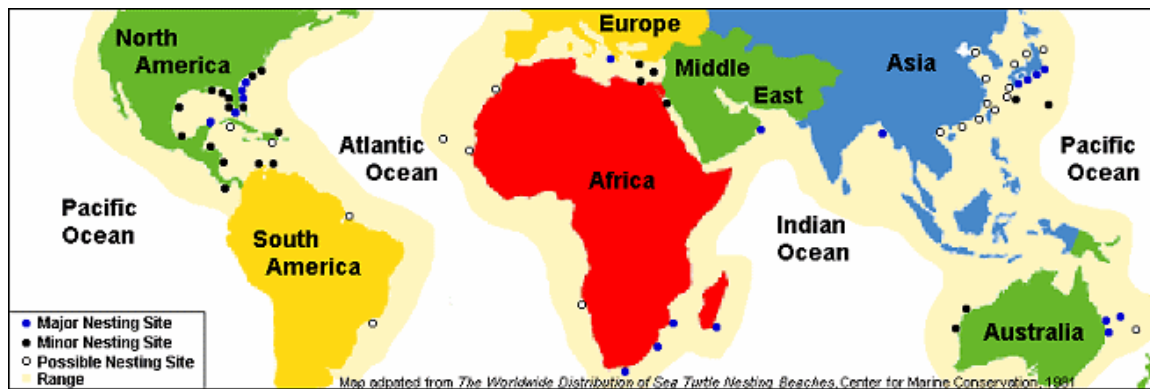 North
America
Europe
Middle
East
Asia
Atlantic
Ocean
Africa
Pacific
Ocean
Pacific
Ocean
South
America
Indian
Ocean
Australia
Major Nesting Site
Minor Nesting Site
Possible Nesting Site
Range
Map adpated from The Worldwide Distribution of Sea Turtle Nesting Beaches, Center for Marine Conservation, 1981